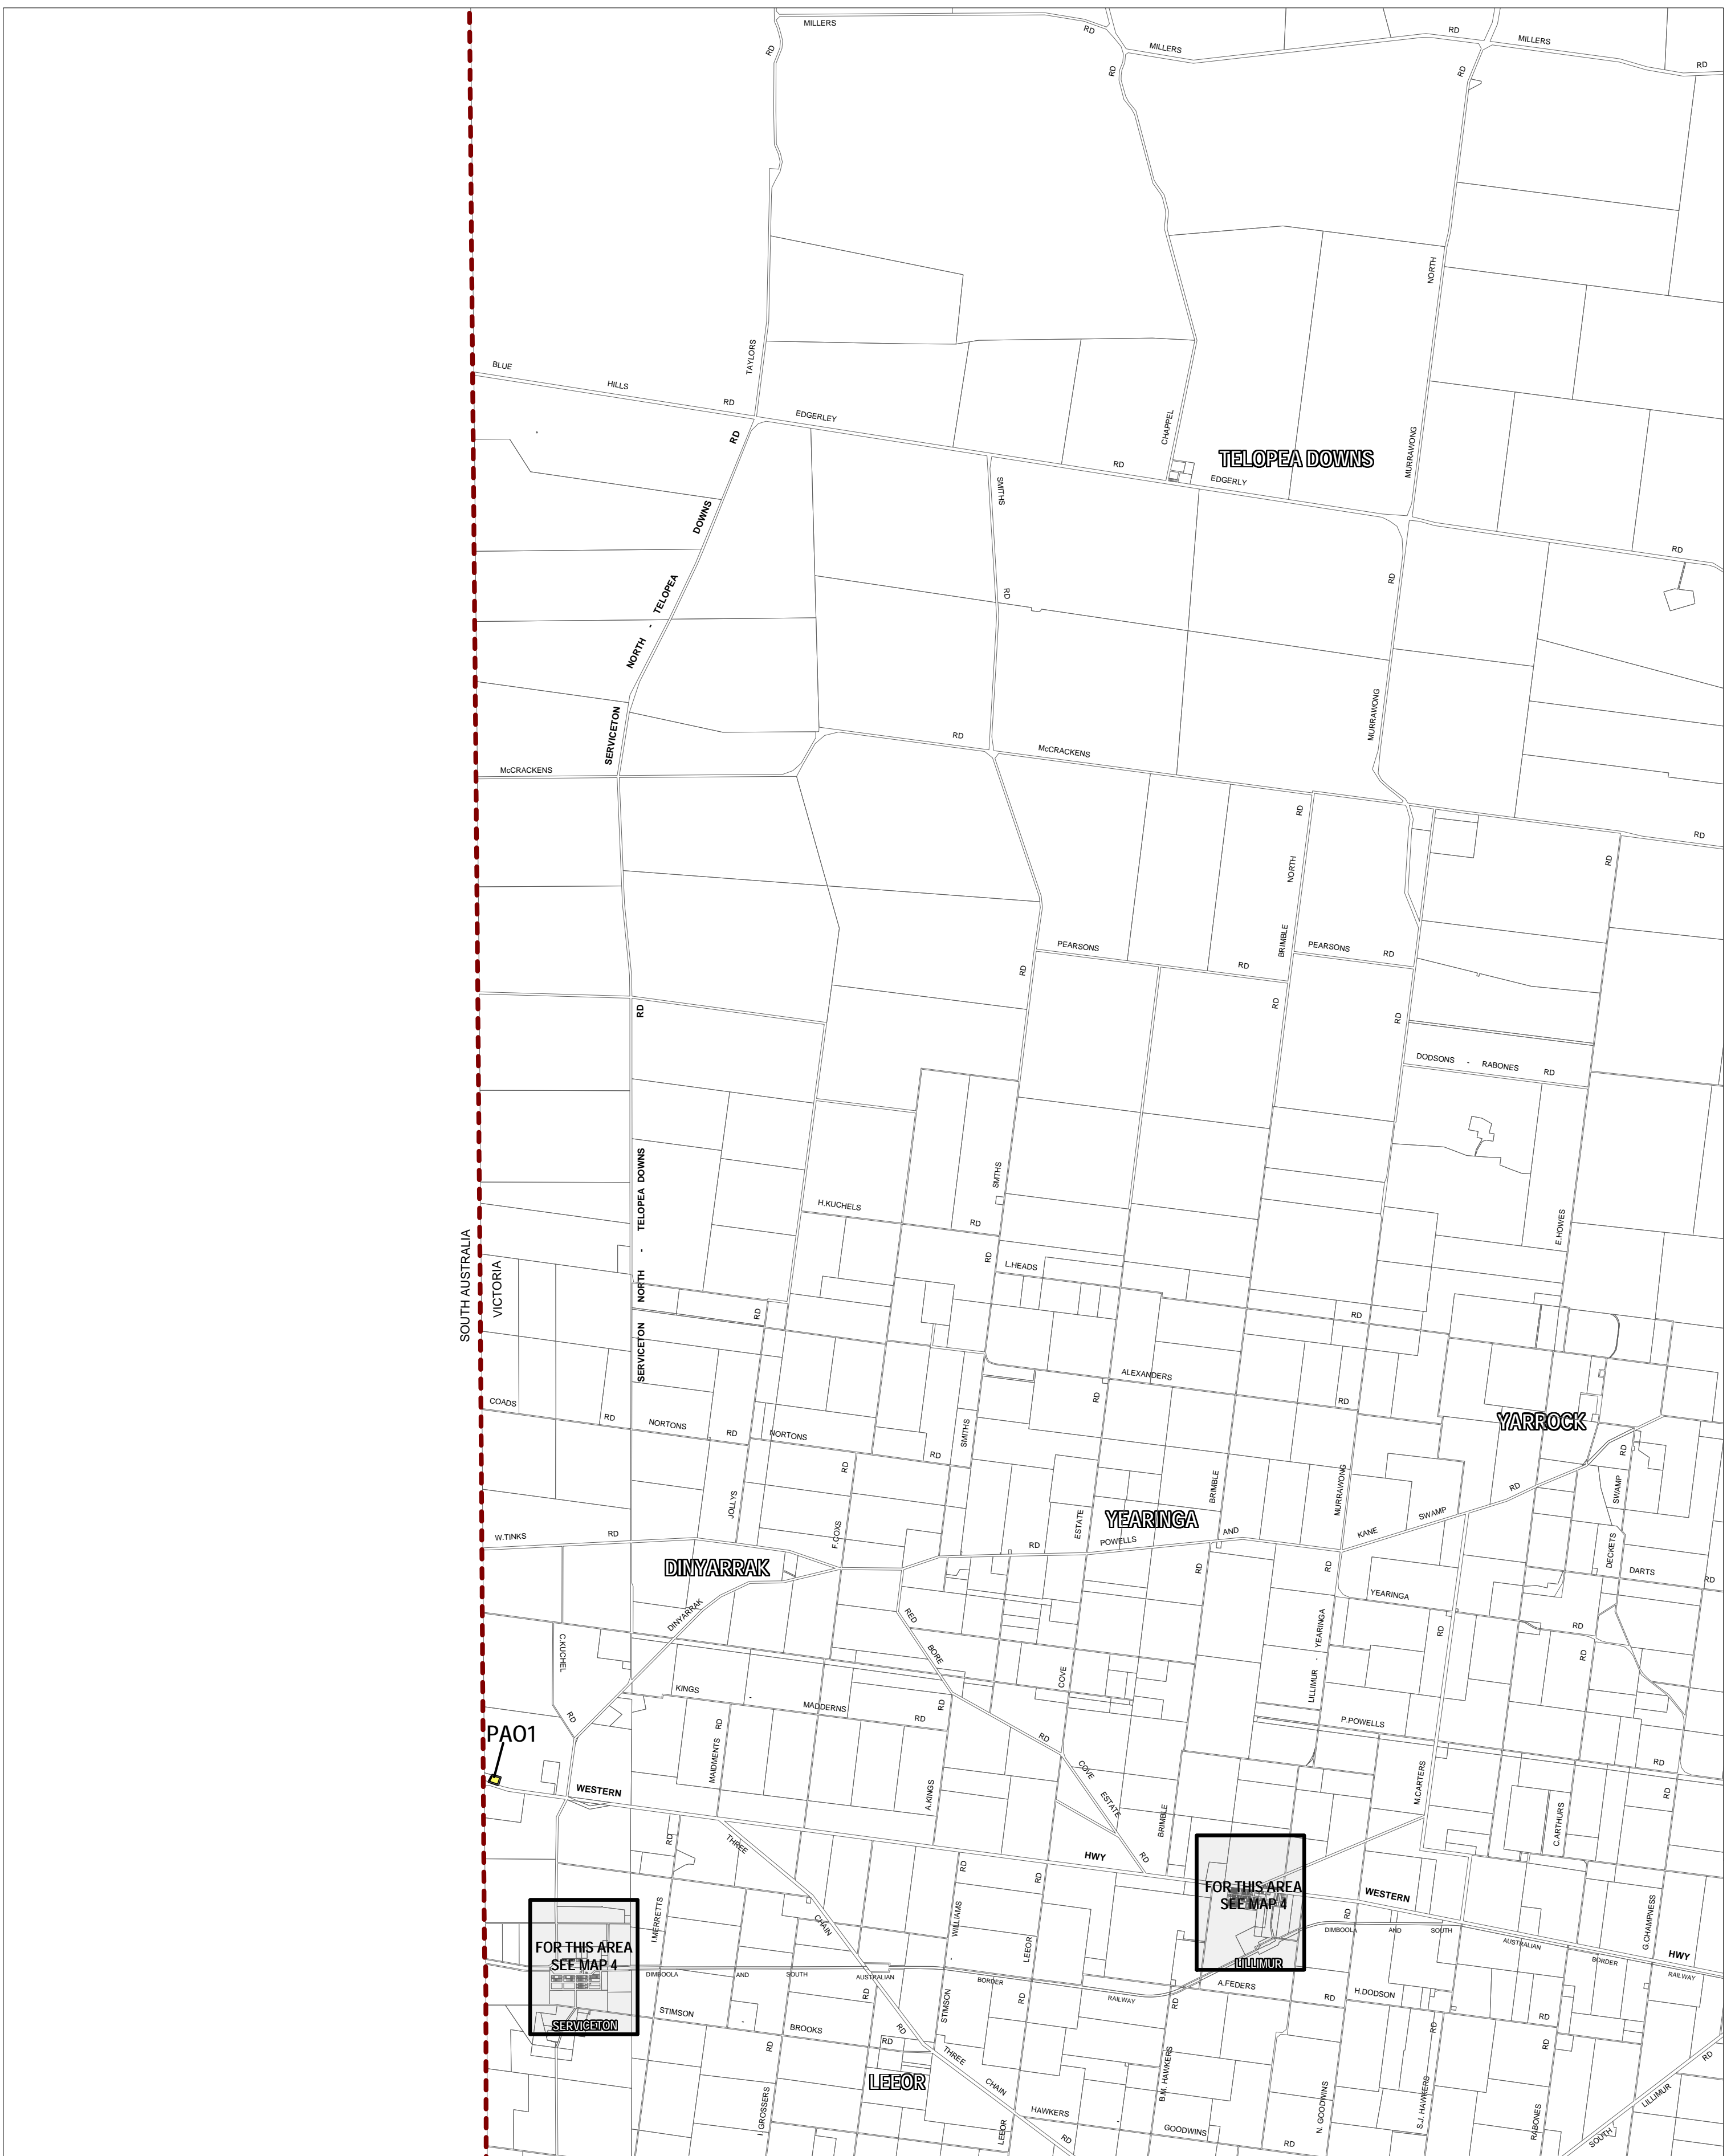 MILLERS
RD
RD
RD
MILLERS
RD
RD
MILLERS
RD
NORTH
TAYLORS
BLUE
HILLS
RD
EDGERLEY
CHAPPEL
RD
RD
MURRAWONG
TELOPEA DOWNS
EDGERLY
SMITHS
DOWNS
RD
RD
RD
NORTH - TELOPEA
MURRAWONG
SERVICETON
RD
McCRACKENS
McCRACKENS
RD
RD
RD
NORTH
BRIMBLE
PEARSONS
RD
PEARSONS
RD
RD
RD
RD
RD
DODSONS - RABONES RD
TELOPEA DOWNS
-
NORTH
SERVICETON
SMTHS
H.KUCHELS
RD
E.HOWES
SOUTH AUSTRALIA
VICTORIA
RD
L.HEADS
RD
RD
ALEXANDERS
RD
RD
COADS
RD
NORTONS
RD
NORTONS
RD
SMITHS
YARROCK
RD
RD
JOLLYS
F.COXS
ESTATE
BRIMBLE
MURRAWONG
SWAMP
RD
SWAMP
YEARINGA
W.TINKS
RD
RD
POWELLS
AND
KANE
DINYARRAK
RD
RD
DECKETS
DARTS
RD
YEARINGA
RD
DINYARRAK
RED
BORE
RD
RD
C.KUCHEL
RD
COVE
LILLIMUR - YEARINGA
KINGS
-
MADDERNS
RD
RD
RD
P.POWELLS
RD
PAO1
MAIDMENTS
RD
COVE
ESTATE
RD
WESTERN
A.KINGS
M.CARTERS
RD
BRIMBLE
C.ARTHURS
THREE
RD
HWY
RD
RD
RD
FOR THIS AREA
SEE MAP 4
WESTERN
CHAIN
WILLIAMS
RD
G.CHAMPNESS
I.MERRETTS
FOR THIS AREA
SEE MAP 4
DIMBOOLA
AND
SOUTH
AUSTRALIAN
HWY
LEEOR
-
BORDER
RAILWAY
LILLIMUR
DIMBOOLA
AND
SOUTH
AUSTRALIAN
BORDER
RAILWAY
A.FEDERS
RD
H.DODSON
RD
RD
RD
RD
STIMSON
STIMSON
-
BROOKS
RD
RD
RD
RD
RD
SERVICETON
THREE
CHAIN
RD
LEEOR
B.M. HAWKERS
N. GOODWINS
S.J. HAWKERS
RABONES
LILLIMUR
RD
SOUTH
I.GROSSERS
LEEOR
HAWKERS
-
GOODWINS
RD